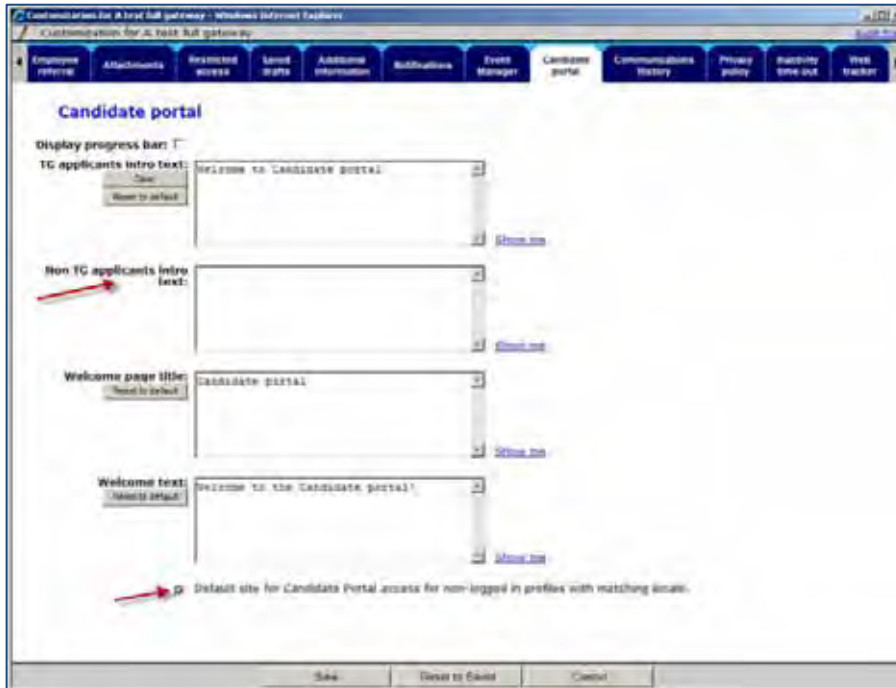 Customization for A test full gateway - Windows Internet Explorer
Customization for A test full gateway
Employee referral
Attachments
Restricted access
Saved drafts
Additional information
Notifications
Event Manager
Candidate portal
Communications History
Privacy policy
Inactivity time out
Web tracker
Candidate portal
Display progress bar:
TG applicants intro text:
Welcome to Candidate portal
Clear
Reset to default
Show me
Non TG applicants intro
text:
Show me
Welcome page title:
Candidate portal
Reset to default
Show me
Welcome text:
Welcome to the Candidate portal!
Reset to default
Show me
Default site for Candidate Portal access for non-logged in profiles with matching locale.
Save
Reset to Saved
Cancel